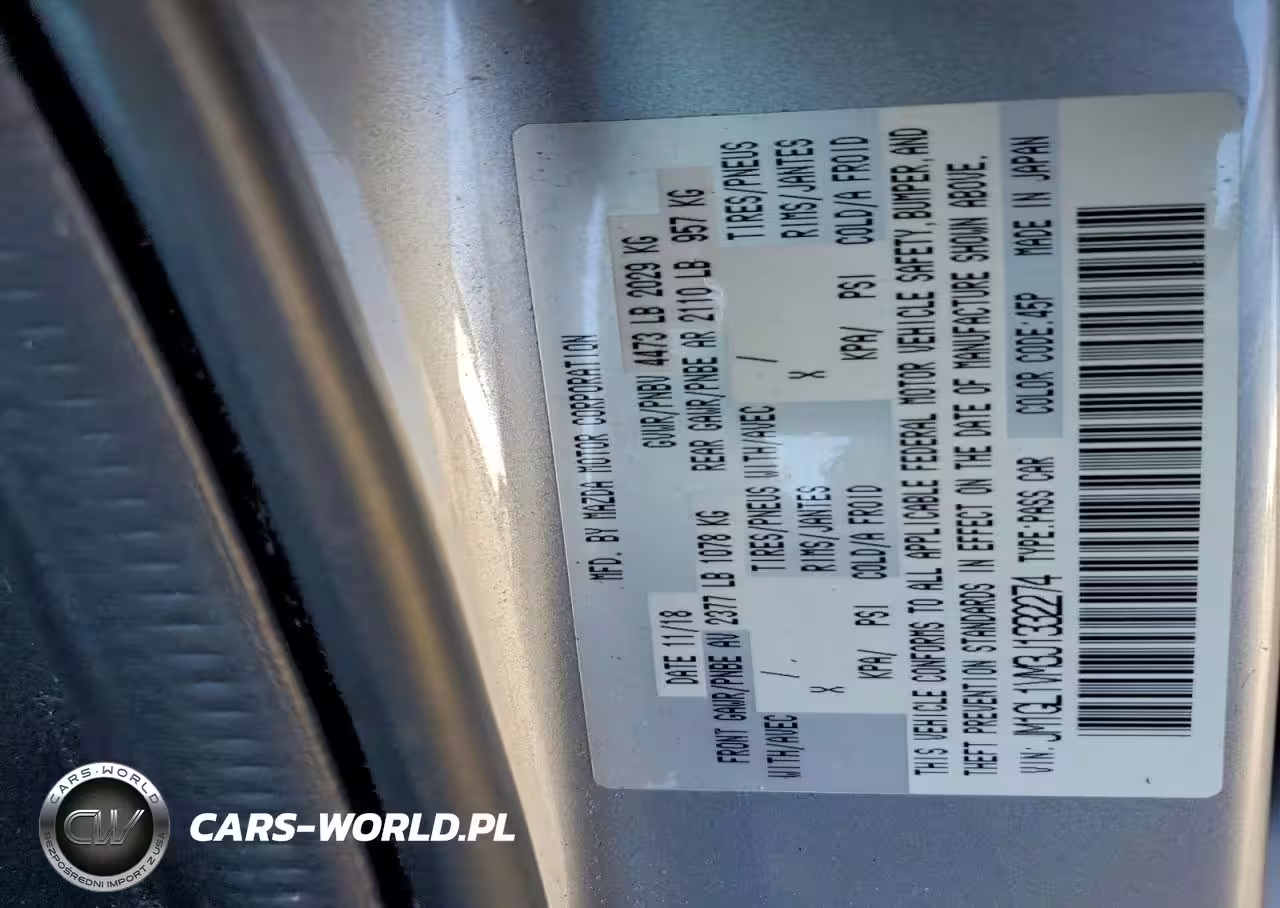 MFD. BY MAZDA MOTOR CORPORATION
DATE 11/18 GVWR/PNBV 4473 LB 2029 KG
FRONT GAWR/PNBE AV 2377 LB 1078 KG REAR GAWR/PNBE AR 2110 LB 957 KG
WITH/AVEC / TIRES/PNEUS WITH/AVEC / TIRES/PNEUS
X RIMS/JANTES X RIMS/JANTES
KPA/ PSI COLD/A FROID KPA/ PSI COLD/A FROID
THIS VEHICLE CONFORMS TO ALL APPLICABLE FEDERAL MOTOR VEHICLE SAFETY, BUMPER, AND
THEFT PREVENTION STANDARDS IN EFFECT ON THE DATE OF MANUFACTURE SHOWN ABOVE.
VIN: JM1GL1VM3J1332274 TYPE: PASS CAR COLOR CODE: 45P MADE IN JAPAN
CARS-WORLD
CW
BEZPOŚREDNI IMPORT Z USA
CARS-WORLD.PL